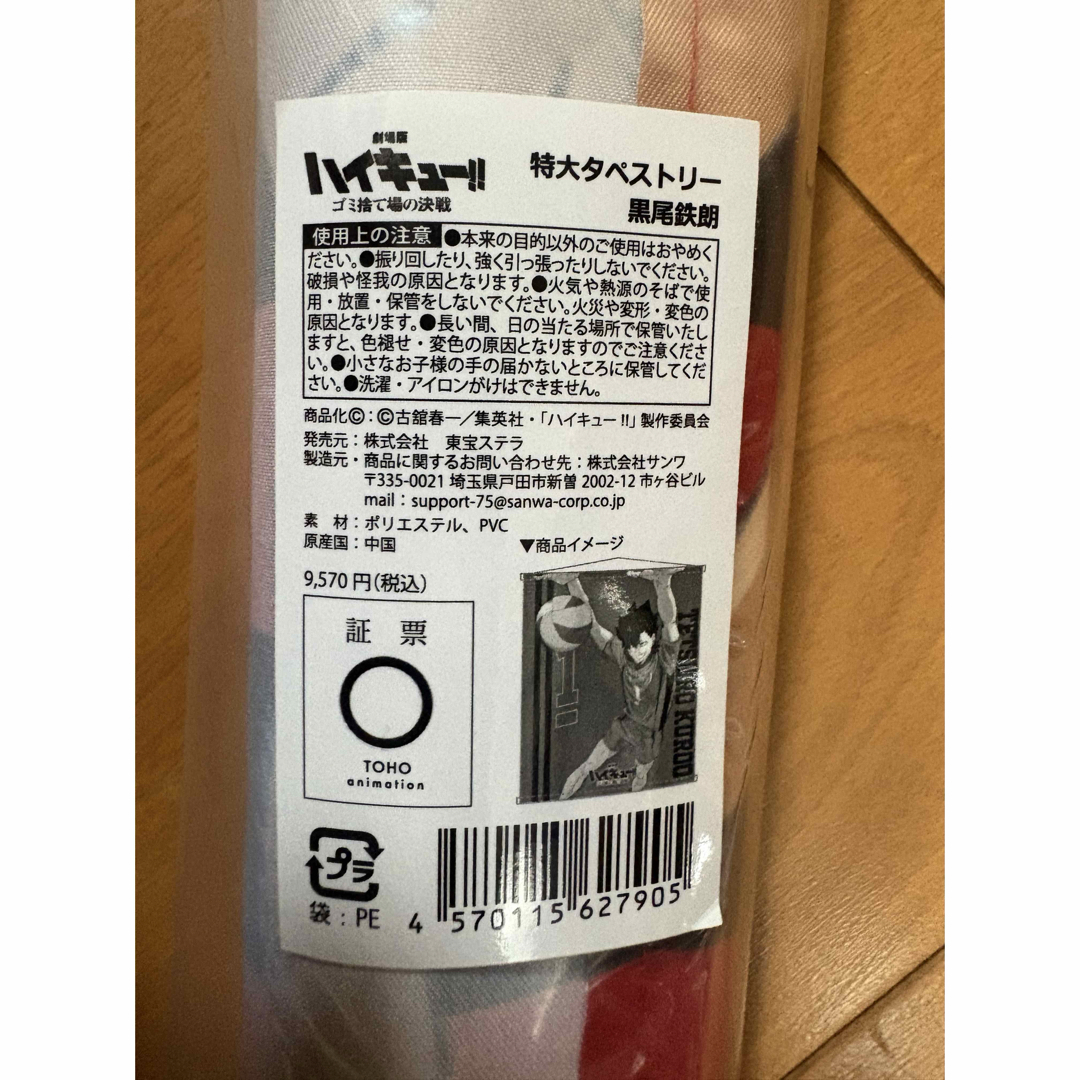 劇場版
ハイキュー!!
ゴミ捨て場の決戦
特大タペストリー
黒尾鉄朗
使用上の注意 ●本来の目的以外のご使用はおやめく
ださい。●振り回したり、強く引っ張ったりしないでください。
破損や怪我の原因となります。●火気や熱源のそばで使
用・放置・保管をしないでください。火災や変形・変色の
原因となります。●長い間、日の当たる場所で保管いたし
ますと、色褪せ・変色の原因となりますのでご注意くださ
い。●小さなお子様の手の届かないところに保管してくだ
さい。●洗濯・アイロンがけはできません。
商品化©：©古舘春一／集英社・「ハイキュー!!」製作委員会
発売元：株式会社 東宝ステラ
製造元・商品に関するお問い合わせ先：株式会社サンワ
〒335-0021 埼玉県戸田市新曽 2002-12 市ヶ谷ビル
mail：support-75@sanwa-corp.co.jp
素 材：ポリエステル、PVC
原産国：中国
▼商品イメージ
9,570円(税込)
証票
TOHO
animation
TETSURO KUROO
ハイキュー!!
プラ
袋：PE
4 570115 627905